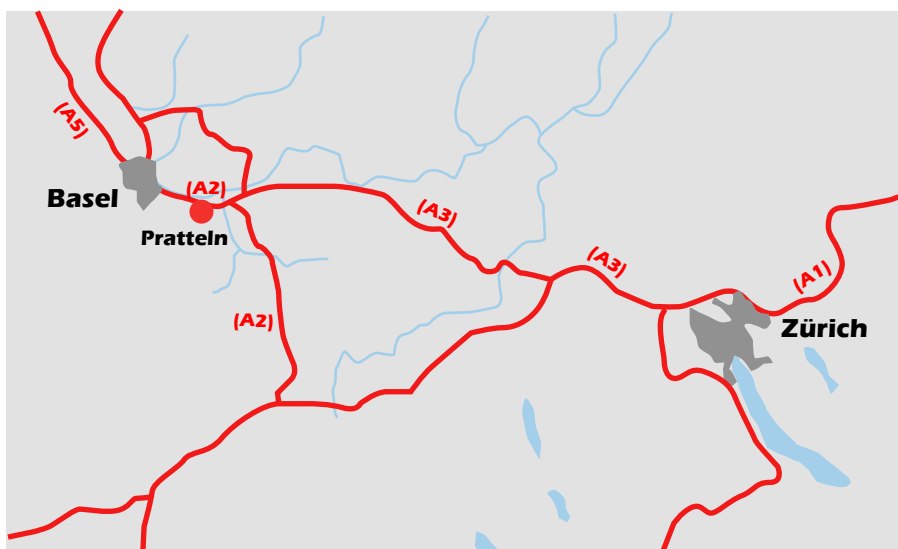 (A5)
Basel
(A2)
Pratteln
(A3)
(A2)
(A3)
(A1)
Zürich